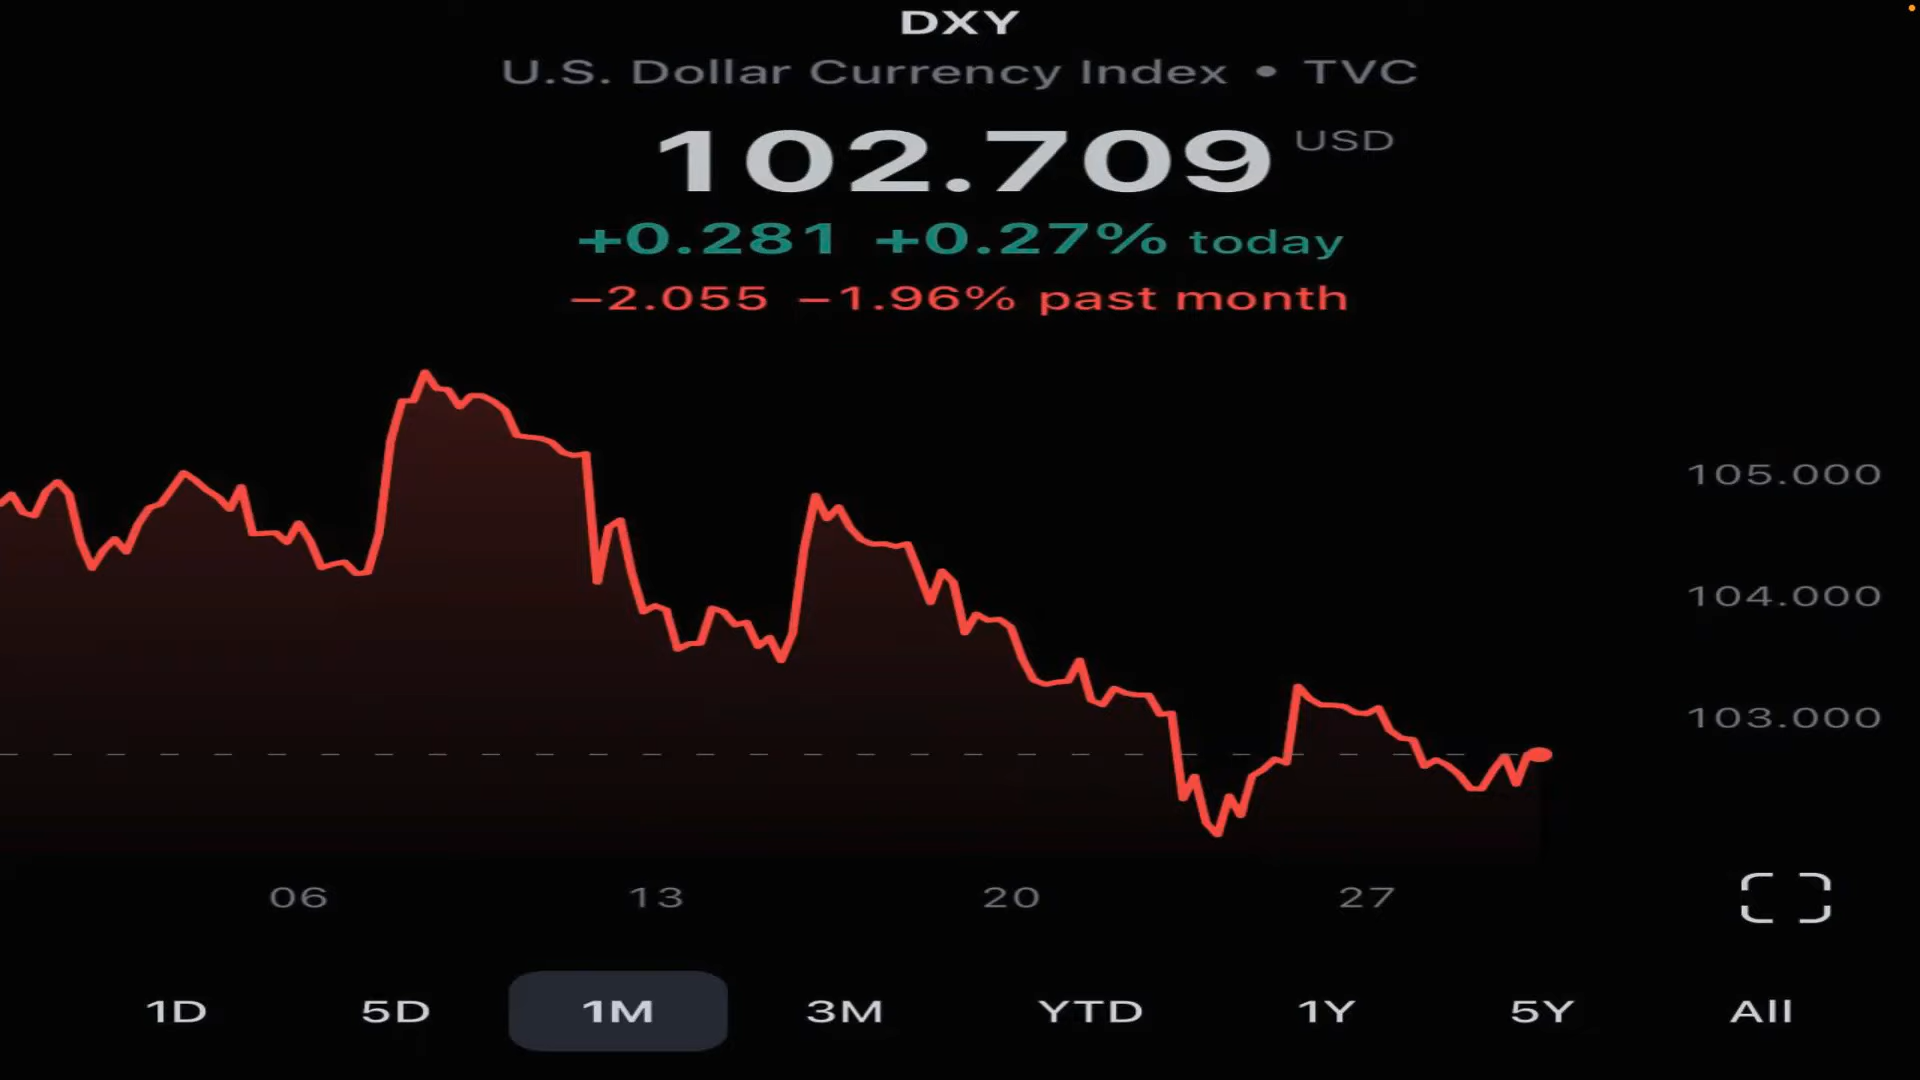 DXY
U.S. Dollar Currency Index • TVC
102.709 USD
+0.281 +0.27% today
−2.055 −1.96% past month
105.000
104.000
103.000
06 13 20 27
1D 5D 1M 3M YTD 1Y 5Y All